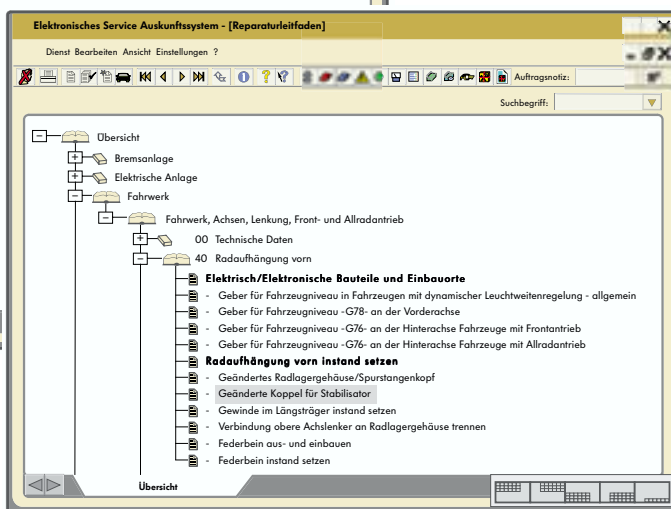 Elektronisches Service Auskunftssystem - [Reparaturleitfaden]
Dienst Bearbeiten Ansicht Einstellungen ?
Auftragsnotiz:
Suchbegriff:
Übersicht
Bremsanlage
Elektrische Anlage
Fahrwerk
Fahrwerk, Achsen, Lenkung, Front- und Allradantrieb
00 Technische Daten
40 Radaufhängung vorn
Elektrisch/Elektronische Bauteile und Einbauorte
- Geber für Fahrzeugniveau in Fahrzeugen mit dynamischer Leuchtweitenregelung - allgemein
- Geber für Fahrzeugniveau -G78- an der Vorderachse
- Geber für Fahrzeugniveau -G76- an der Hinterachse Fahrzeuge mit Frontantrieb
- Geber für Fahrzeugniveau -G76- an der Hinterachse Fahrzeuge mit Allradantrieb
Radaufhängung vorn instand setzen
- Geändertes Radlagergehäuse/Spurstangenkopf
- Geänderte Koppel für Stabilisator
- Gewinde im Längsträger instand setzen
- Verbindung obere Achslenker an Radlagergehäuse trennen
- Federbein aus- und einbauen
- Federbein instand setzen
Übersicht